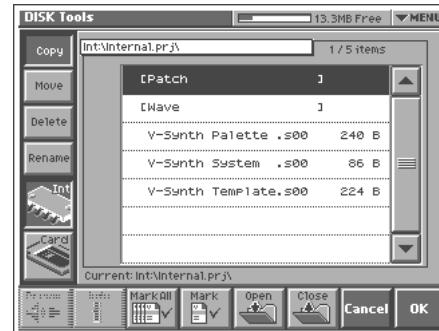 DISK Tools 13.3MB Free MENU
Copy Int:\Internal.prj\ 1/5 items
Move [Patch ]
[Wave ]
Delete V-Synth Palette .s00 240 B
Rename V-Synth System .s00 86 B
Int V-Synth Template.s00 224 B
Card
Current: Int:\Internal.prj\
Mark All Mark Open Close Cancel OK